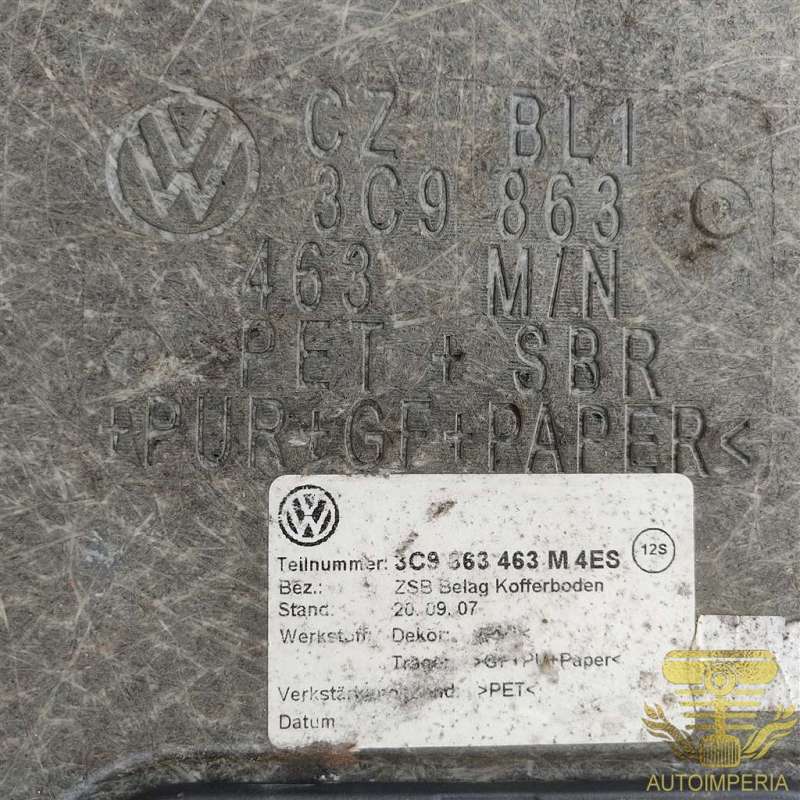 CZ BL1
3C9 863
463 M/N
PET + SBR
+PUR+GF+PAPER<
Teilnummer: 3C9 863 463 M 4ES
12S
Bez.: ZSB Belag Kofferboden
Stand: 20.09.07
Werkstoff: Dekor:
Träger: >GF+PU+Paper<
>PET<
Datum
AUTOIMPERIA